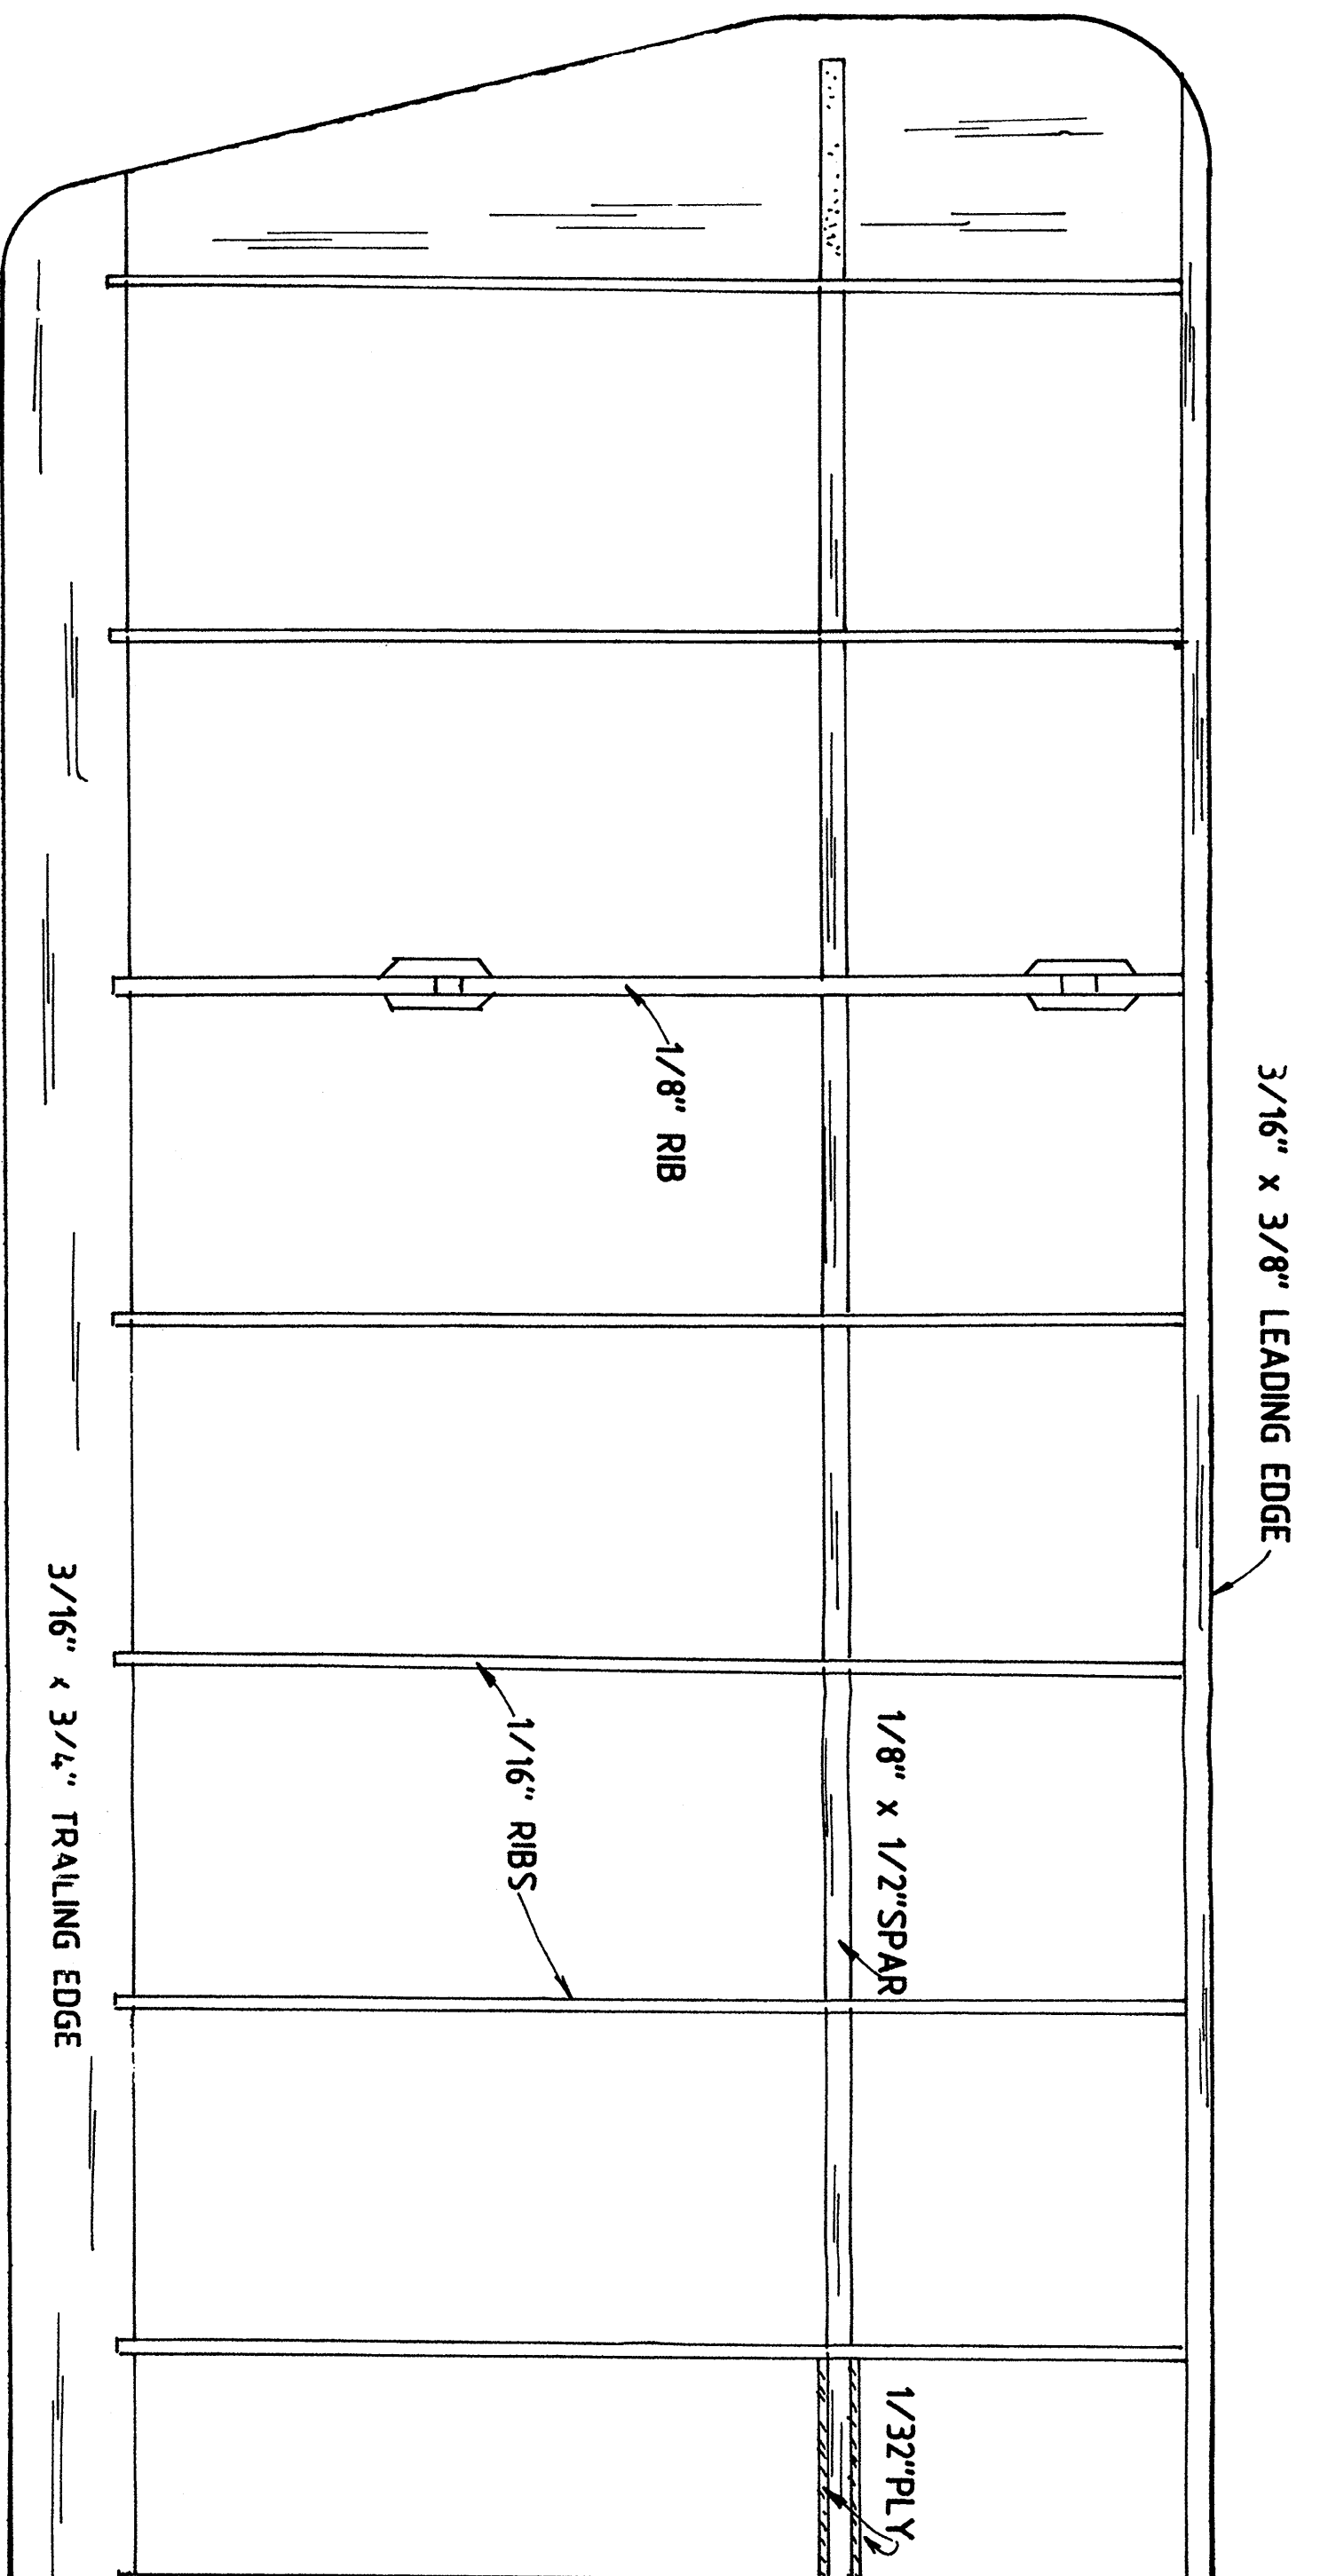 3/16" x 3/8" LEADING EDGE
1/8" x 1/2"SPAR
1/32"PLY
1/8" RIB
1/16" RIBS
3/16" x 3/4" TRAILING EDGE